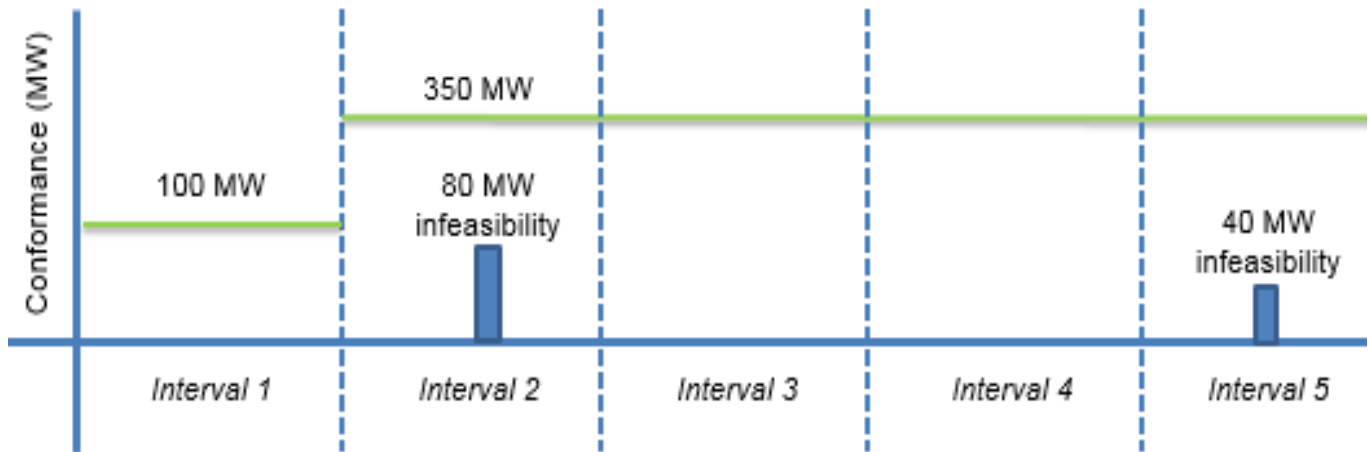 Conformance (MW)
350 MW
100 MW
80 MW
infeasibility
40 MW
infeasibility
Interval 1
Interval 2
Interval 3
Interval 4
Interval 5